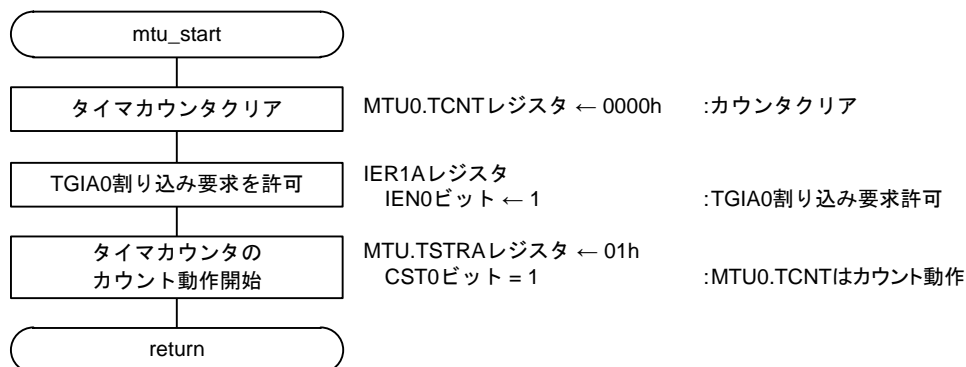 mtu_start
タイマカウンタクリア
MTU0.TCNTレジスタ ← 0000h :カウンタクリア
TGIA0割り込み要求を許可
IER1Aレジスタ
IEN0ビット ← 1 :TGIA0割り込み要求許可
タイマカウンタの
カウント動作開始
MTU.TSTRAレジスタ ← 01h
CST0ビット = 1 :MTU0.TCNTはカウント動作
return